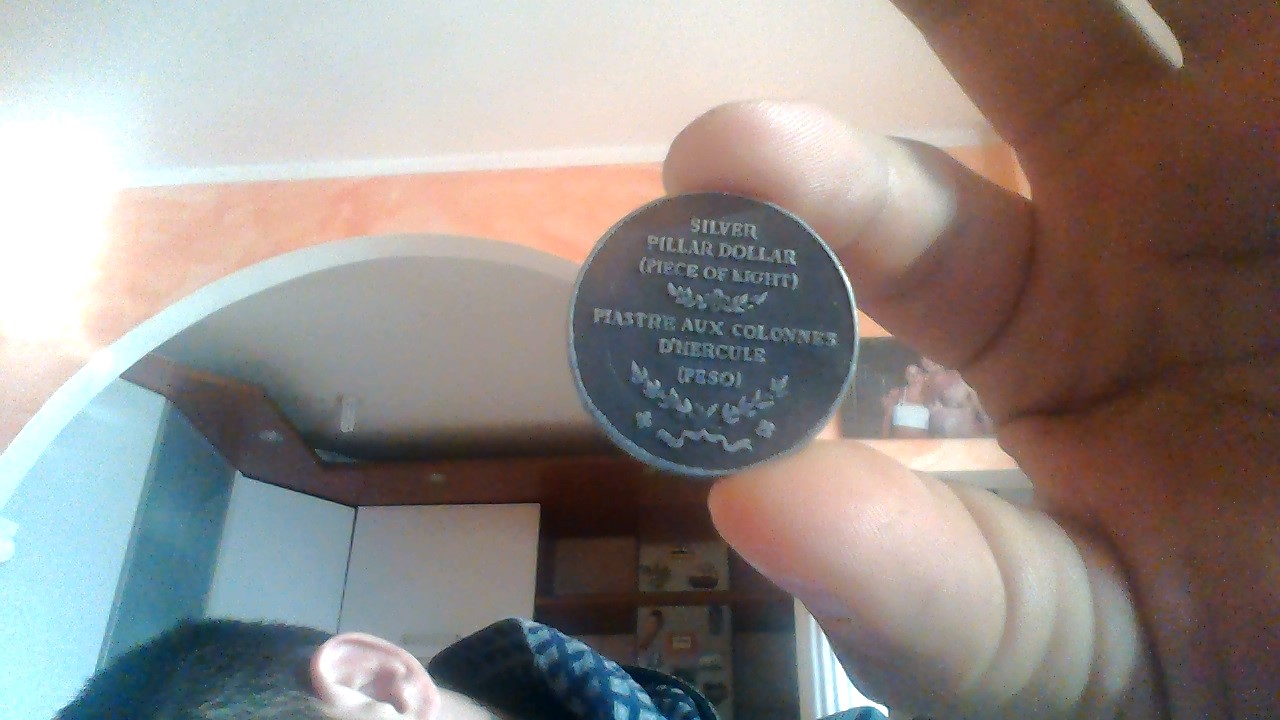 SILVER
PILLAR DOLLAR
(PIECE OF EIGHT)
PIASTRE AUX COLONNES
D'HERCULE
(PESO)